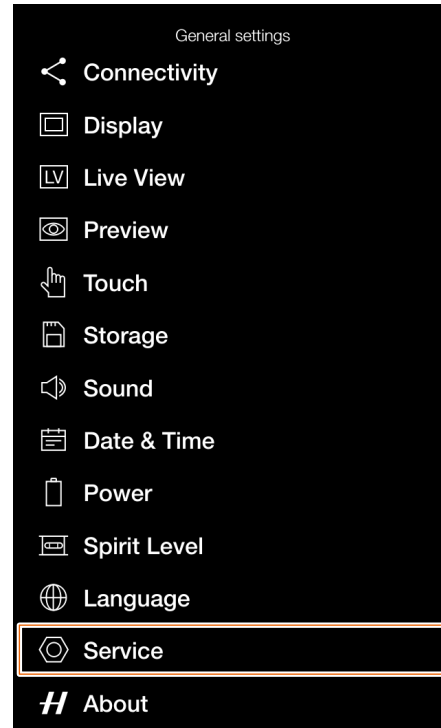 General settings
Connectivity
Display
LV Live View
Preview
Touch
Storage
Sound
Date & Time
Power
Spirit Level
Language
Service
H About